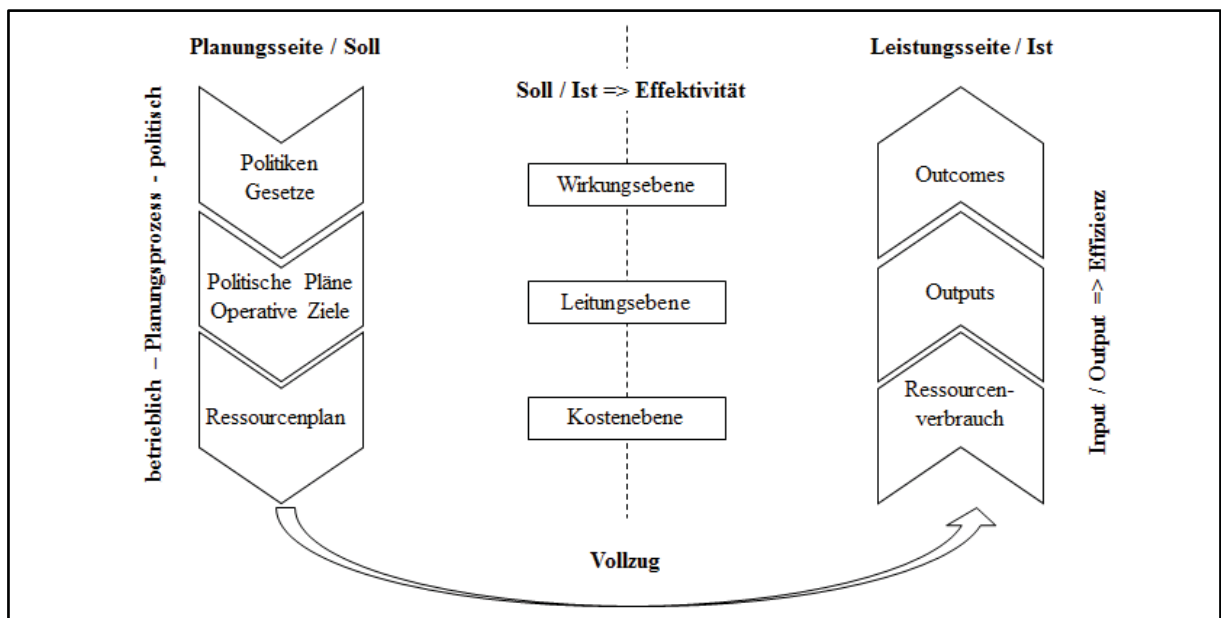 Planungsseite / Soll
Leistungsseite / Ist
Soll / Ist => Effektivität
betrieblich – Planungsprozess - politisch
Politiken
Gesetze
Wirkungsebene
Outcomes
Politische Pläne
Operative Ziele
Leitungsebene
Outputs
Ressourcenplan
Kostenebene
Ressourcen-
verbrauch
Input / Output => Effizienz
Vollzug